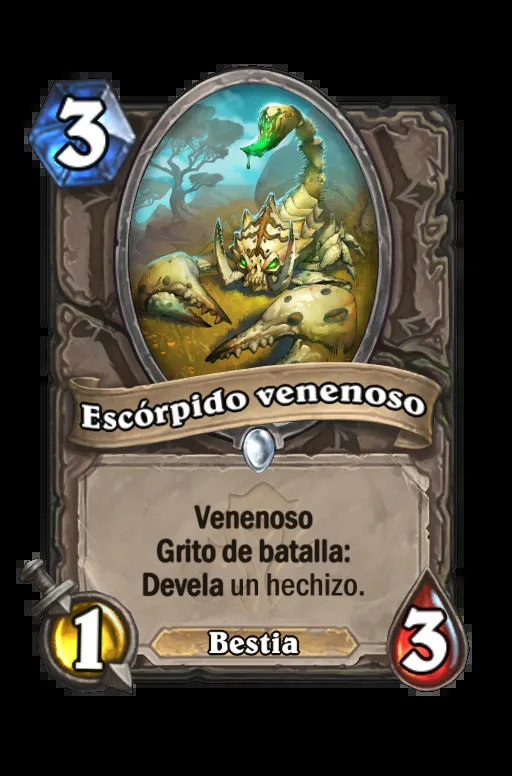 3
Escórpido venenoso
Venenoso
Grito de batalla:
Devela un hechizo.
1
Bestia
3